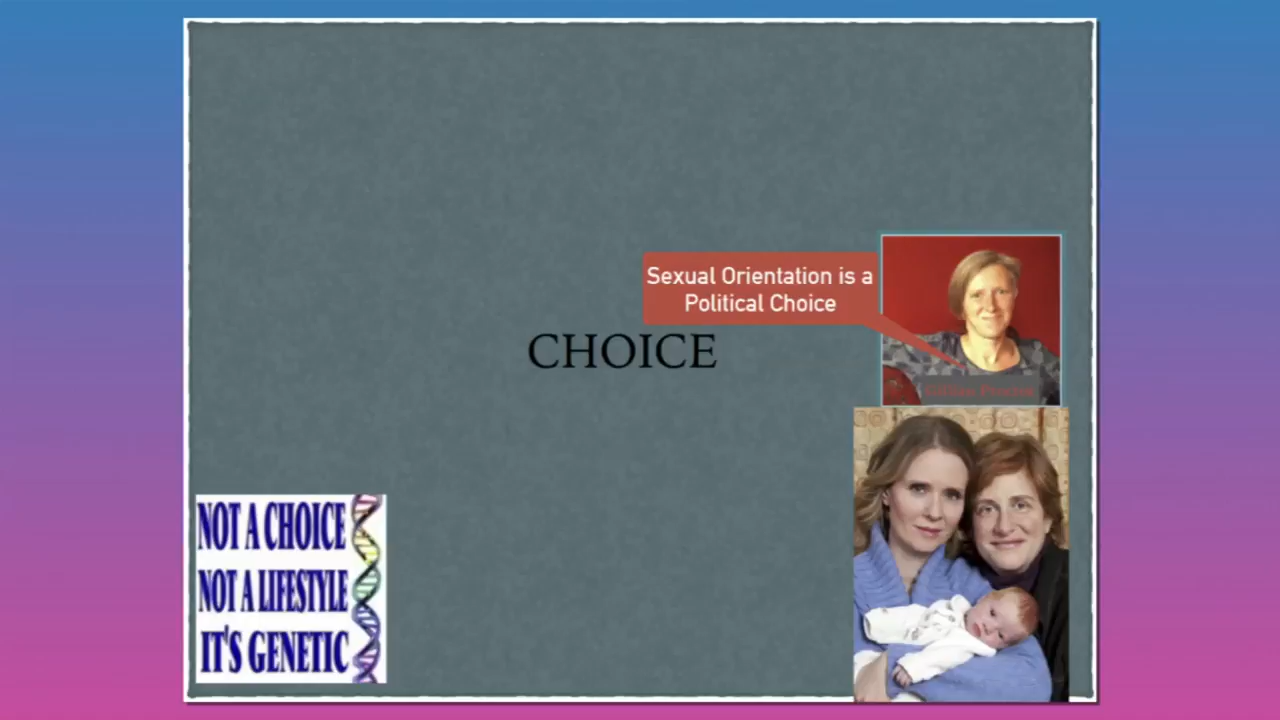 Sexual Orientation is a
Political Choice
CHOICE
NOT A CHOICE
NOT A LIFESTYLE
IT'S GENETIC